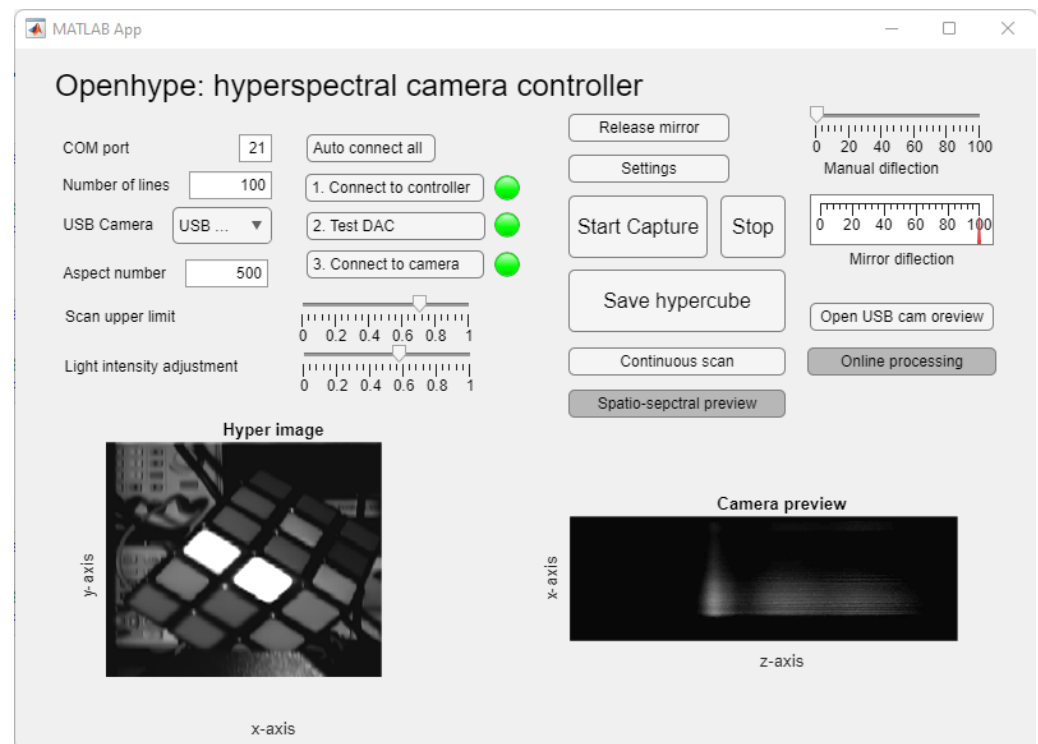 MATLAB App
Openhype: hyperspectral camera controller
COM port 21
Number of lines 100
USB Camera USB ...
Aspect number 500
Scan upper limit
0 0.2 0.4 0.6 0.8 1
Light intensity adjustment
0 0.2 0.4 0.6 0.8 1
Auto connect all
1. Connect to controller
2. Test DAC
3. Connect to camera
Release mirror
Settings
Start Capture
Stop
Save hypercube
Continuous scan
Spatio-sepctral preview
0 20 40 60 80 100
Manual diflection
0 20 40 60 80 100
Mirror diflection
Open USB cam oreview
Online processing
Hyper image
y-axis
x-axis
Camera preview
x-axis
z-axis